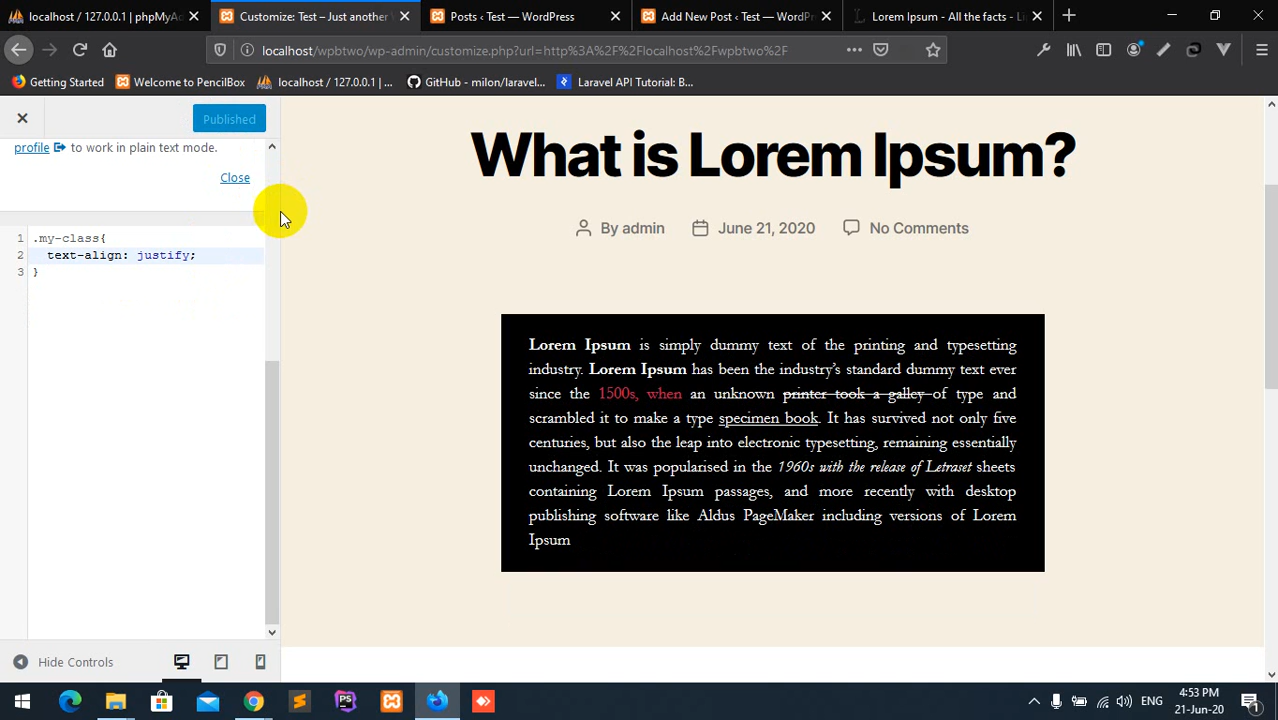 localhost / 127.0.0.1 | phpMyAd
Customize: Test – Just another
Posts ‹ Test — WordPress
Add New Post ‹ Test — WordPr
Lorem Ipsum - All the facts - Li
localhost/wpbtwo/wp-admin/customize.php?url=http%3A%2F%2Flocalhost%2Fwpbtwo%2F
Getting Started
Welcome to PencilBox
localhost / 127.0.0.1 | ...
GitHub - milon/laravel...
Laravel API Tutorial: B...
Published
profile to work in plain text mode.
Close
1 .my-class{
2 text-align: justify;
3 }
Hide Controls
What is Lorem Ipsum?
By admin June 21, 2020 No Comments
Lorem Ipsum is simply dummy text of the printing and typesetting
industry. Lorem Ipsum has been the industry’s standard dummy text ever
since the 1500s, when an unknown printer took a galley of type and
scrambled it to make a type specimen book. It has survived not only five
centuries, but also the leap into electronic typesetting, remaining essentially
unchanged. It was popularised in the 1960s with the release of Letraset sheets
containing Lorem Ipsum passages, and more recently with desktop
publishing software like Aldus PageMaker including versions of Lorem
Ipsum
PS
ENG
4:53 PM
21-Jun-20
1